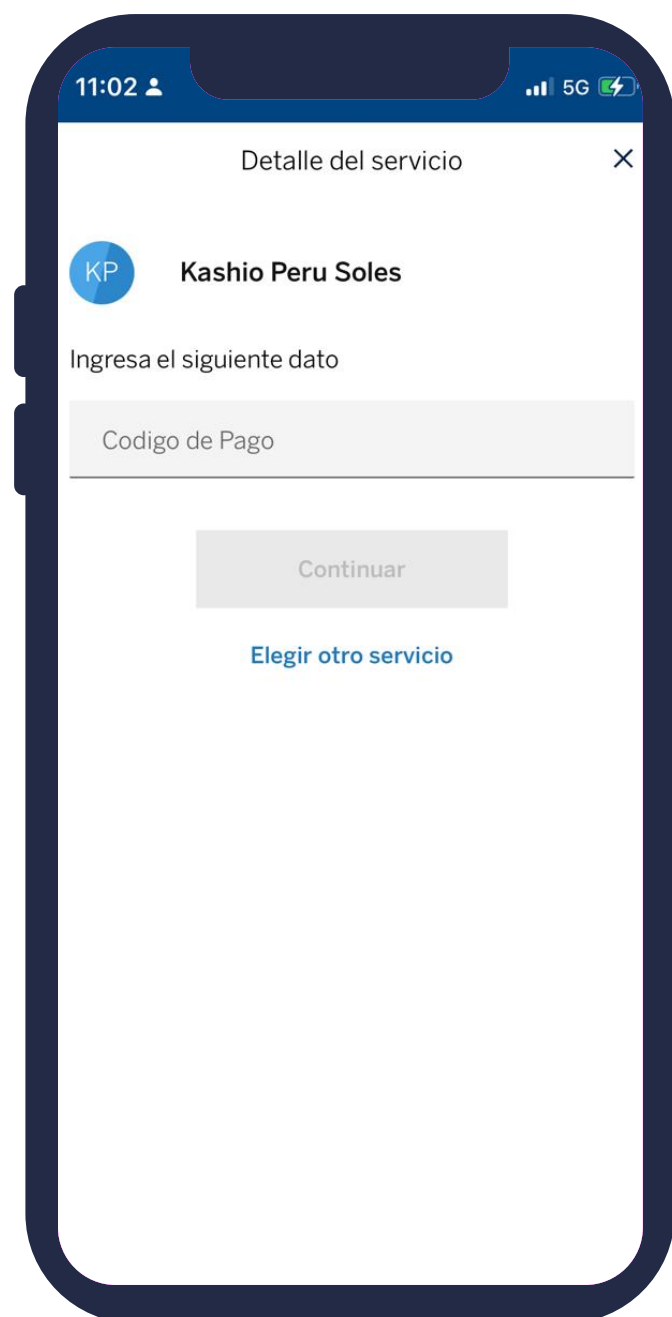 11:02 5G
Detalle del servicio
KP Kashio Peru Soles
Ingresa el siguiente dato
Codigo de Pago
Continuar
Elegir otro servicio